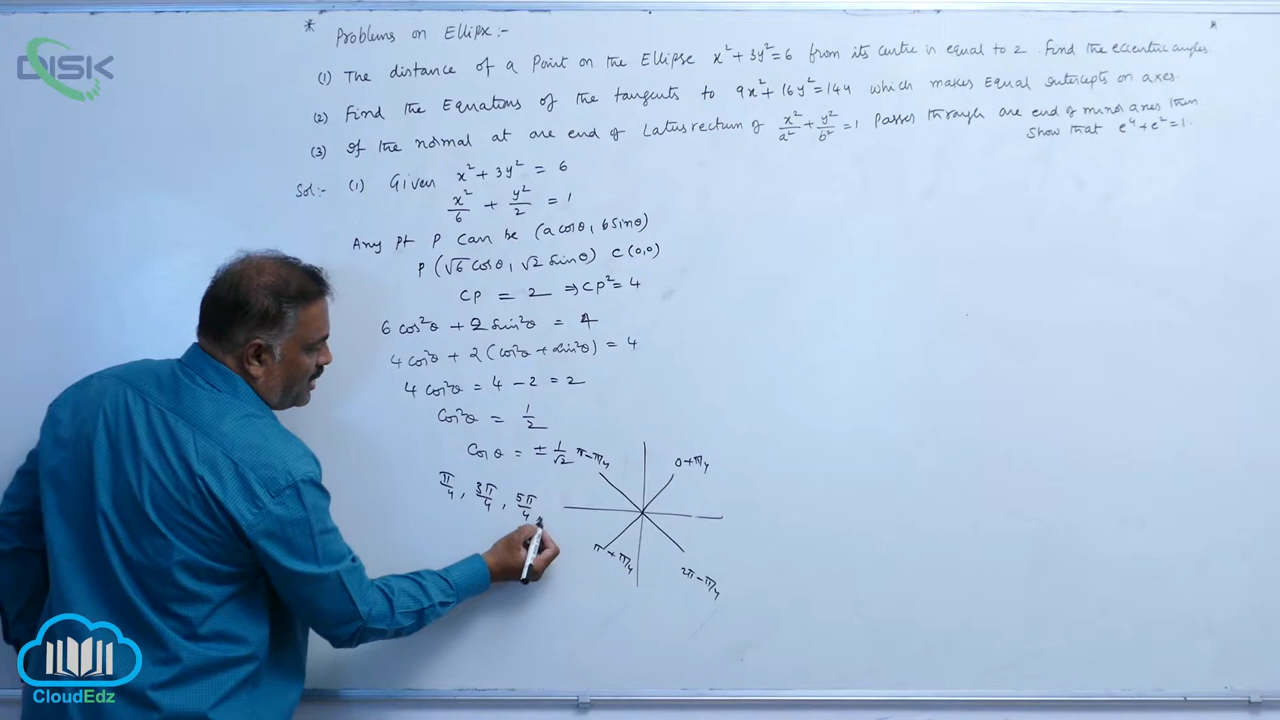 DISK
* Problems on Ellipse :- *
(1) The distance of a Point on the Ellipse x² + 3y² = 6 from its centre is equal to 2. Find the eccentric angles.
(2) Find the Equations of the tangents to 9x² + 16y² = 144 which makes Equal intercepts on axes.
(3) If the normal at one end of Latusrectum of x²/a² + y²/b² = 1 Passes through one end of minor axes then
Show that e⁴ + e² = 1.
Sol:- (1) Given x² + 3y² = 6
x²/6 + y²/2 = 1
Any pt P can be (a cosθ, b sinθ)
P (√6 cosθ, √2 sinθ) C(0,0)
CP = 2 ⇒ CP² = 4
6 cos²θ + 2 sin²θ = 4
4 cos²θ + 2 (cos²θ + sin²θ) = 4
4 cos²θ = 4 − 2 = 2
cos²θ = 1/2
cosθ = ± 1/√2
π − π/4 0 + π/4
π/4, 3π/4, 5π/4,
π + π/4 2π − π/4
CloudEdz